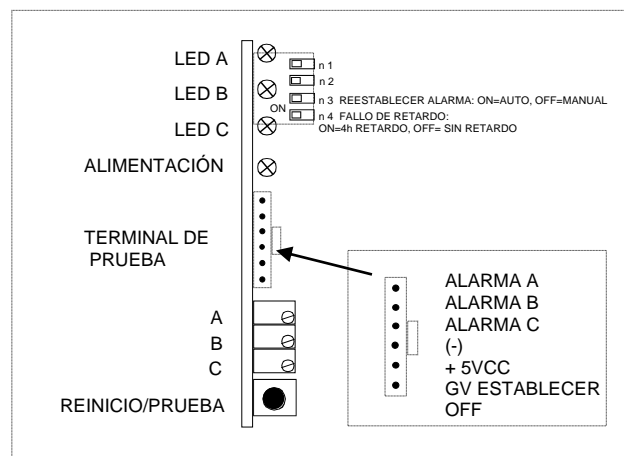 LED A
n 1
n 2
LED B
ON
n 3 REESTABLECER ALARMA: ON=AUTO, OFF=MANUAL
n 4 FALLO DE RETARDO:
ON=4h RETARDO, OFF= SIN RETARDO
LED C
ALIMENTACIÓN
TERMINAL DE
PRUEBA
A
B
C
REINICIO/PRUEBA
ALARMA A
ALARMA B
ALARMA C
(-)
+ 5VCC
GV ESTABLECER
OFF